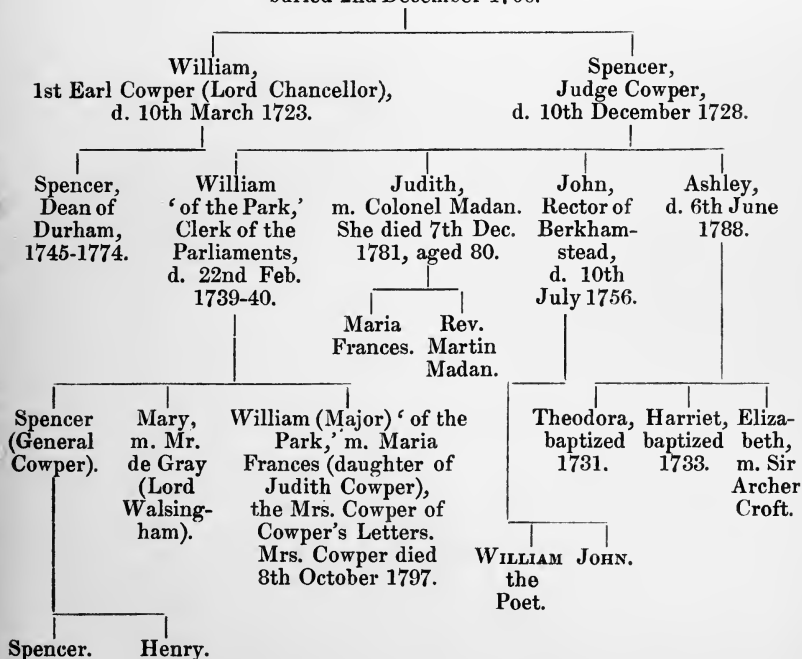 buried 2nd December 1706.
William,
1st Earl Cowper (Lord Chancellor),
d. 10th March 1723.
Spencer,
Judge Cowper,
d. 10th December 1728.
Spencer,
Dean of
Durham,
1745-1774.
William
‘of the Park,’
Clerk of the
Parliaments,
d. 22nd Feb.
1739-40.
Judith,
m. Colonel Madan.
She died 7th Dec.
1781, aged 80.
John,
Rector of
Berkham-
stead,
d. 10th
July 1756.
Ashley,
d. 6th June
1788.
Maria
Frances.
Rev.
Martin
Madan.
Spencer
(General
Cowper).
Mary,
m. Mr.
de Gray
(Lord
Walsing-
ham).
William (Major) ‘of the
Park,’ m. Maria
Frances (daughter of
Judith Cowper),
the Mrs. Cowper of
Cowper's Letters.
Mrs. Cowper died
8th October 1797.
Theodora,
baptized
1731.
Harriet,
baptized
1733.
Eliza-
beth,
m. Sir
Archer
Croft.
WILLIAM
the
Poet.
JOHN.
Spencer.
Henry.